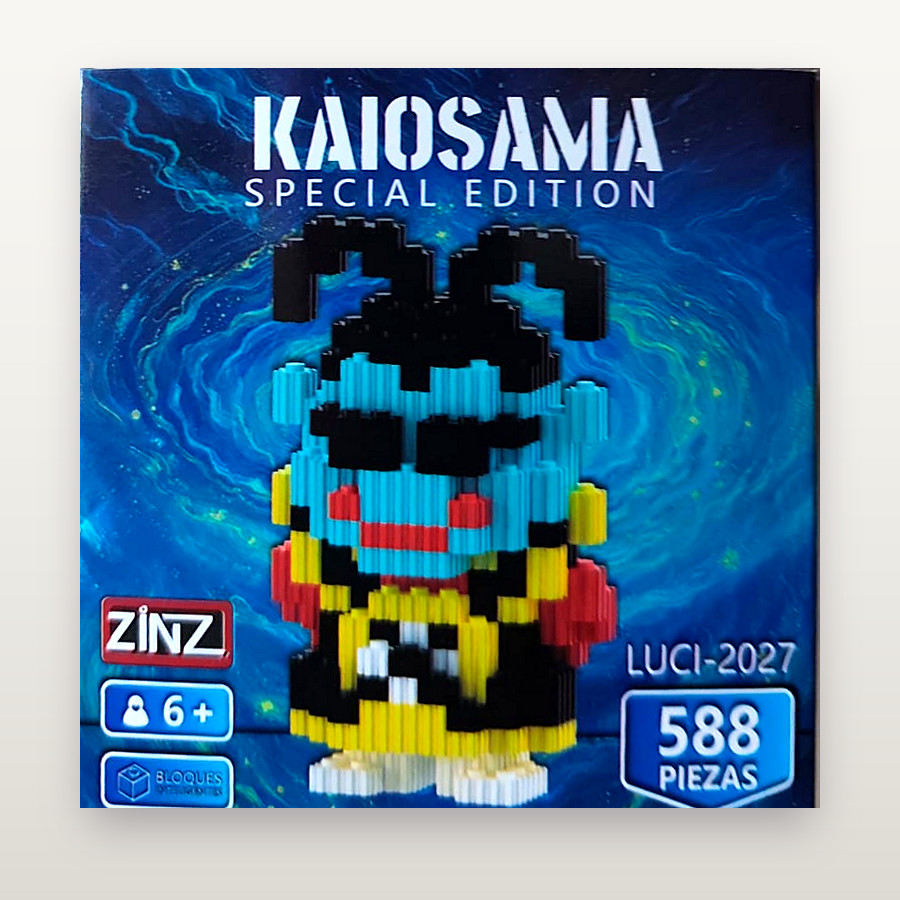 KAIOSAMA
SPECIAL EDITION
ZINZ
6+
BLOQUES
LUCI-2027
588
PIEZAS